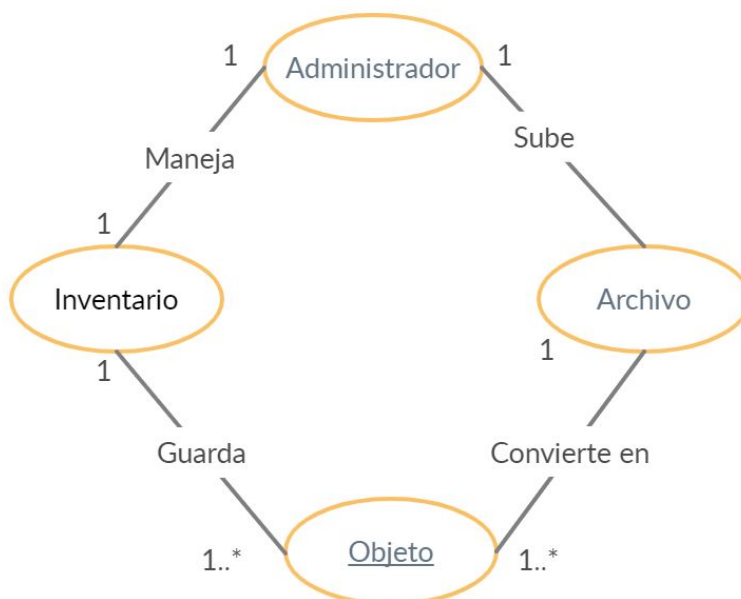 1
Administrador
1
Maneja
Sube
1
Inventario
Archivo
1
1
Guarda
Convierte en
1..*
Objeto
1..*